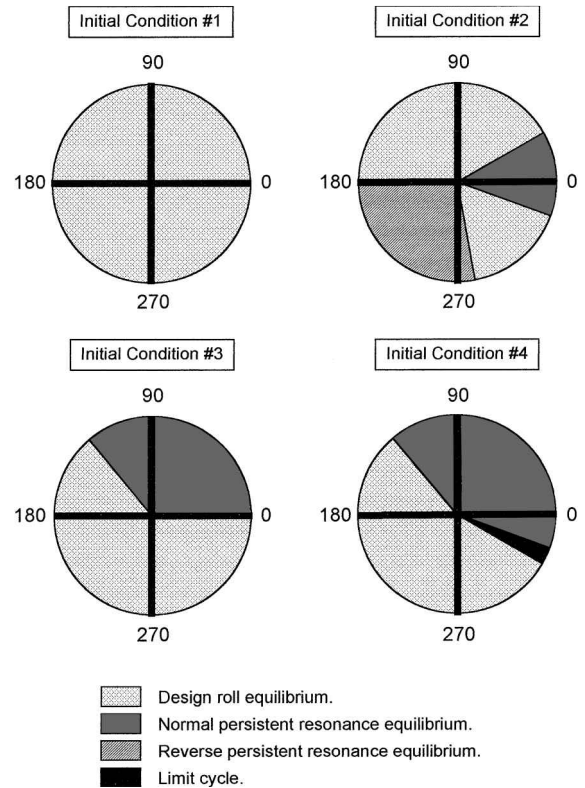 Initial Condition #1
Initial Condition #2
90
90
180
0
180
0
270
270
Initial Condition #3
Initial Condition #4
90
90
180
0
180
0
270
270
Design roll equilibrium.
Normal persistent resonance equilibrium.
Reverse persistent resonance equilibrium.
Limit cycle.